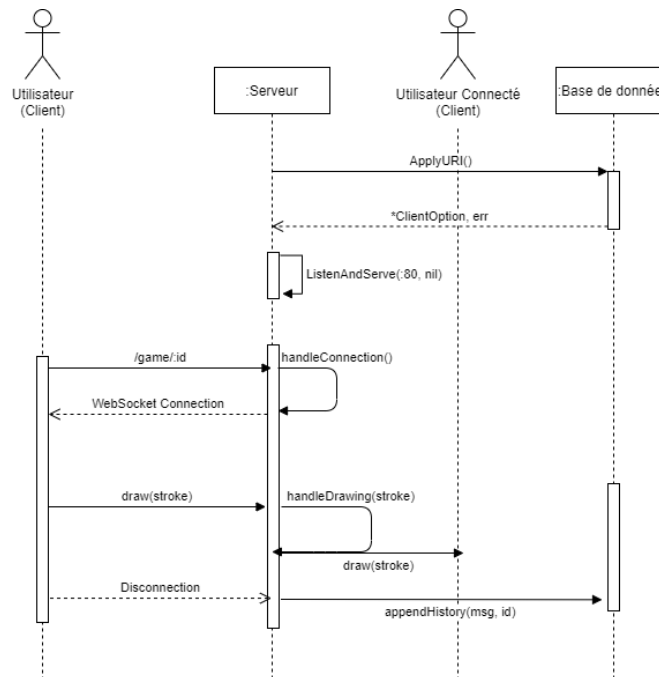 Utilisateur
(Client)
:Serveur
Utilisateur Connecté
(Client)
:Base de donnée
ApplyURI()
*ClientOption, err
ListenAndServe(:80, nil)
/game/:id
handleConnection()
WebSocket Connection
draw(stroke)
handleDrawing(stroke)
draw(stroke)
Disconnection
appendHistory(msg, id)